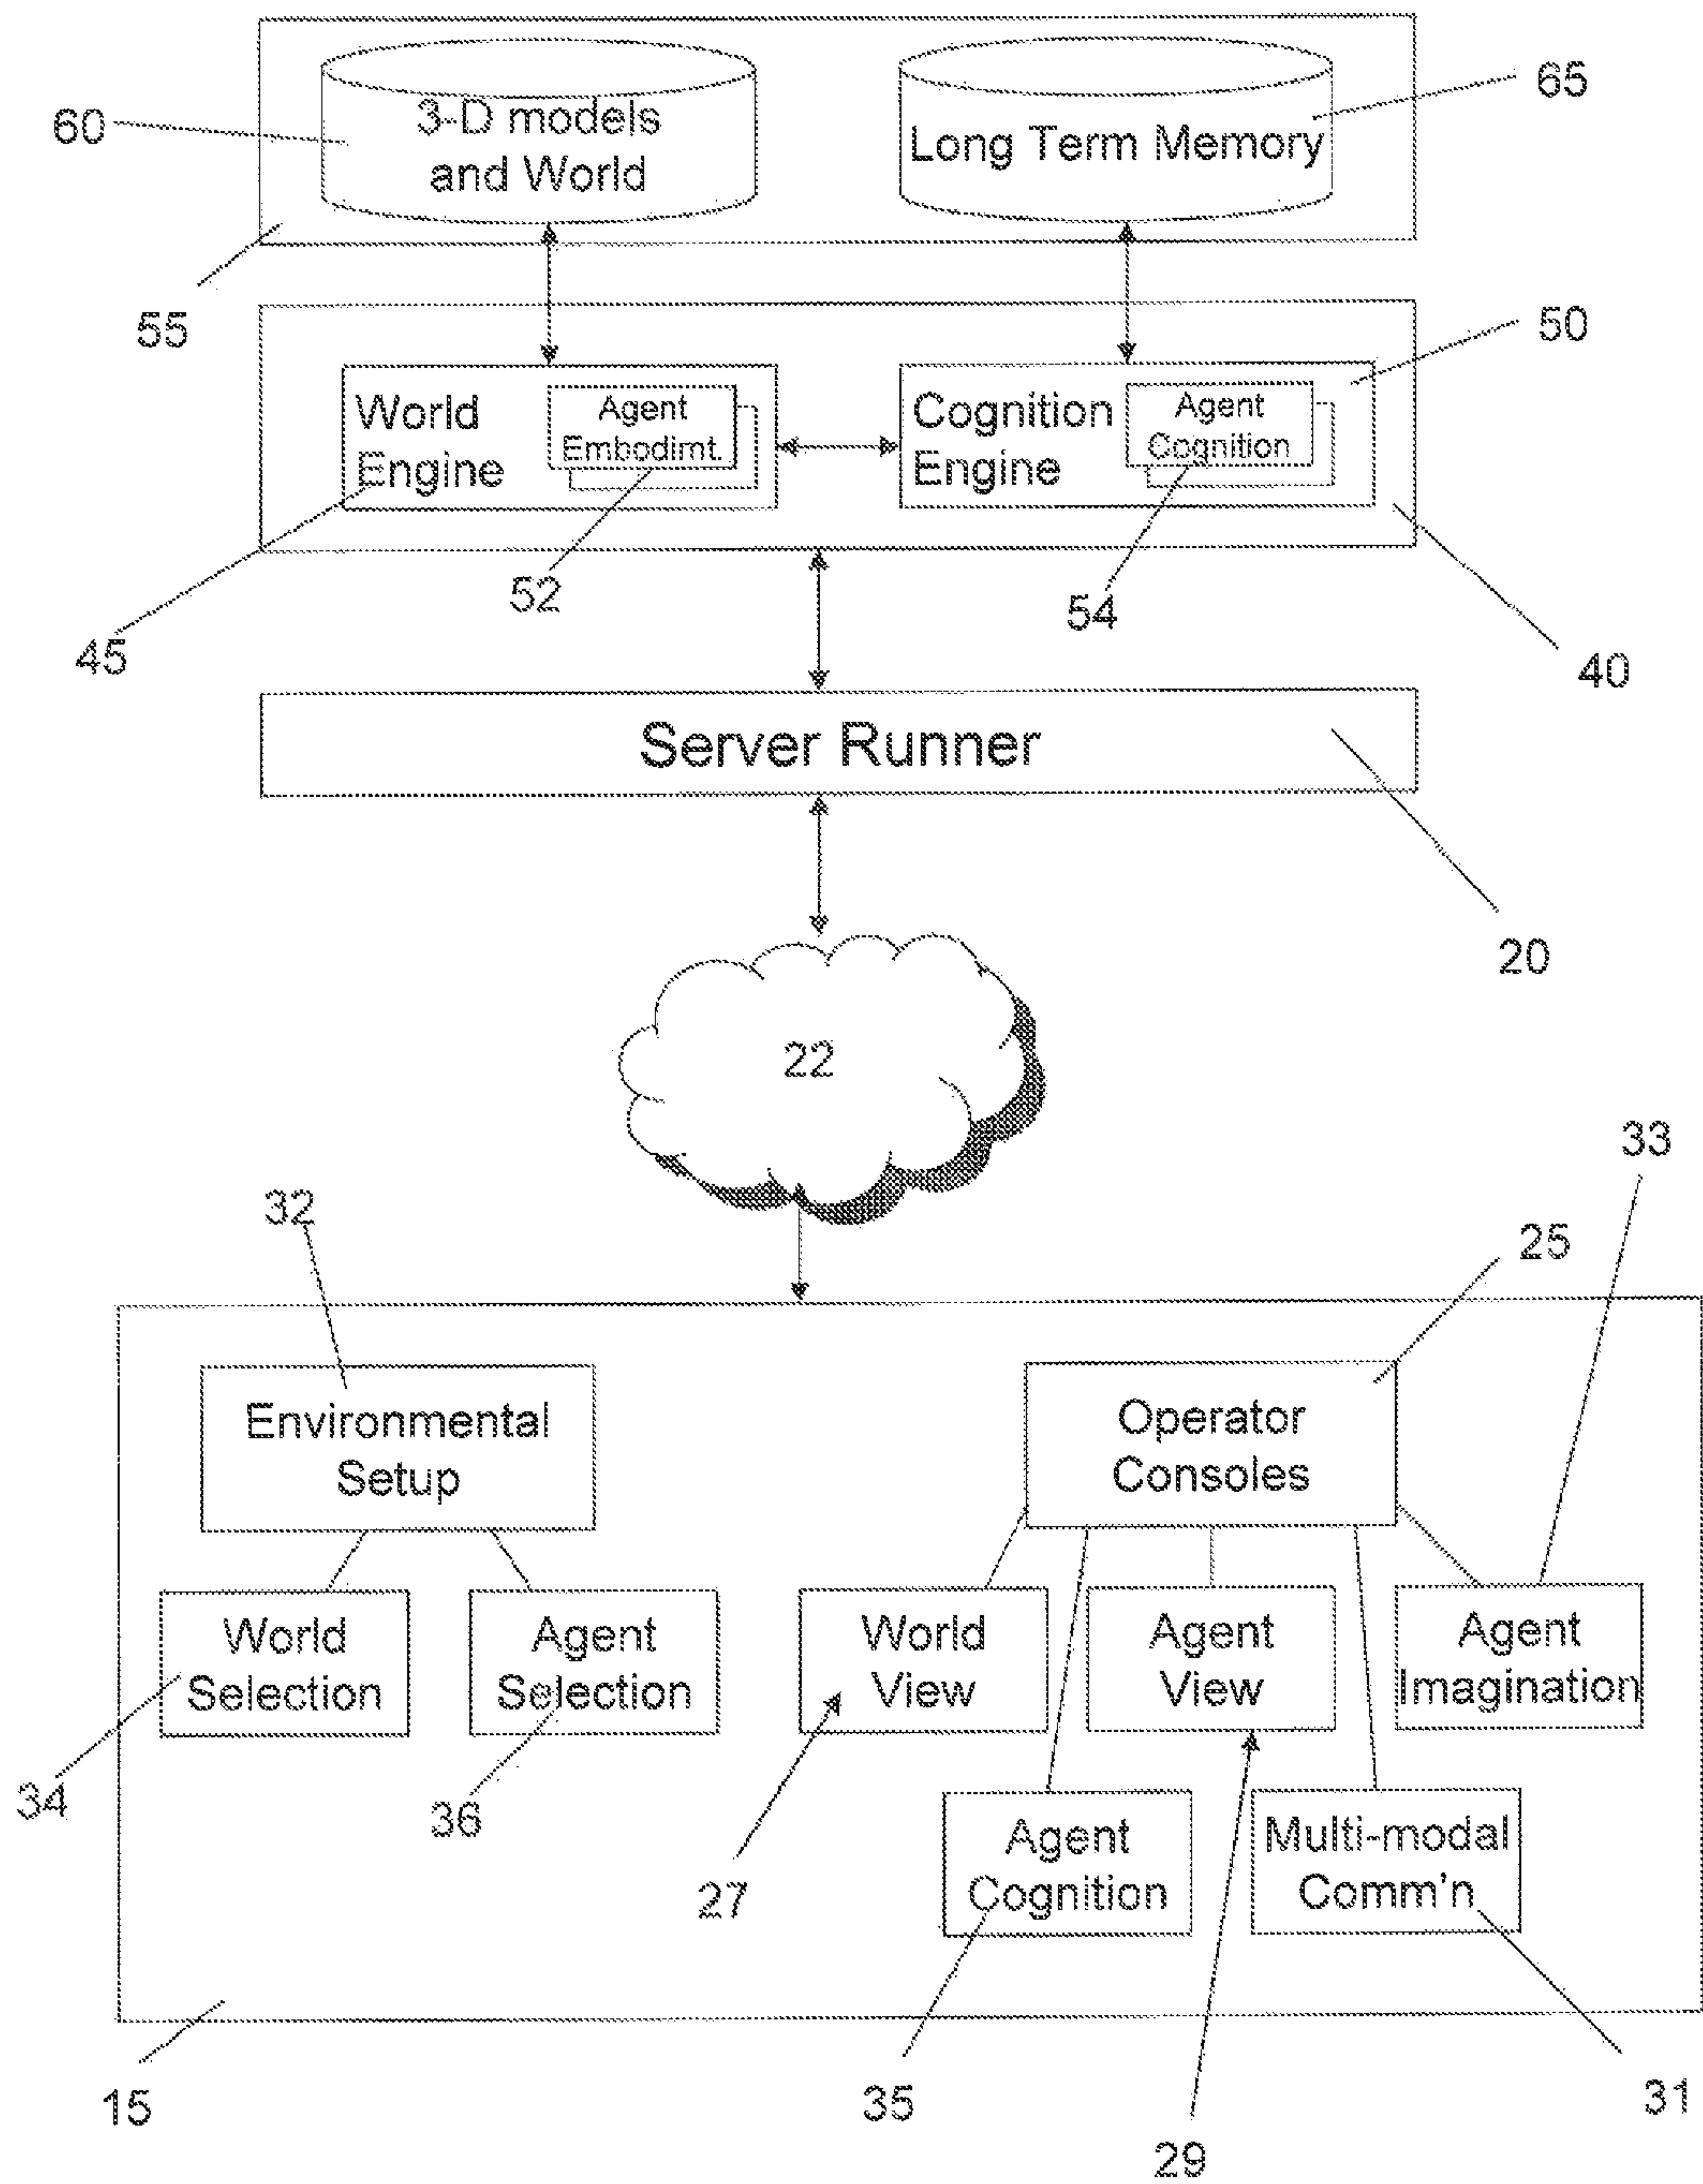 65
60
3-D models
and World
Long Term Memory
55
50
World
Engine
Agent
Embodimt.
Cognition
Engine
Agent
Cognition
52
54
45
40
Server Runner
20
22
33
32
25
Environmental
Setup
Operator
Consoles
World
Selection
Agent
Selection
World
View
Agent
View
Agent
Imagination
34
36
27
Agent
Cognition
Multi-modal
Comm'n
15
35
29
31